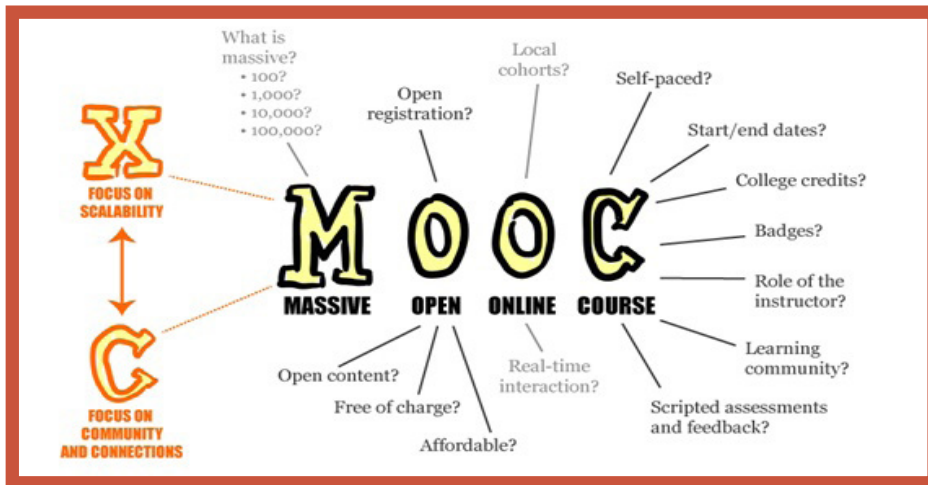 What is
massive?
• 100?
• 1,000?
• 10,000?
• 100,000?
Open
registration?
Local
cohorts?
Self-paced?
Start/end dates?
College credits?
Badges?
Role of the
instructor?
Learning
community?
Scripted assessments
and feedback?
X
FOCUS ON
SCALABILITY
C
FOCUS ON
COMMUNITY
AND CONNECTIONS
MOOC
MASSIVE OPEN ONLINE COURSE
Open content?
Free of charge?
Affordable?
Real-time
interaction?